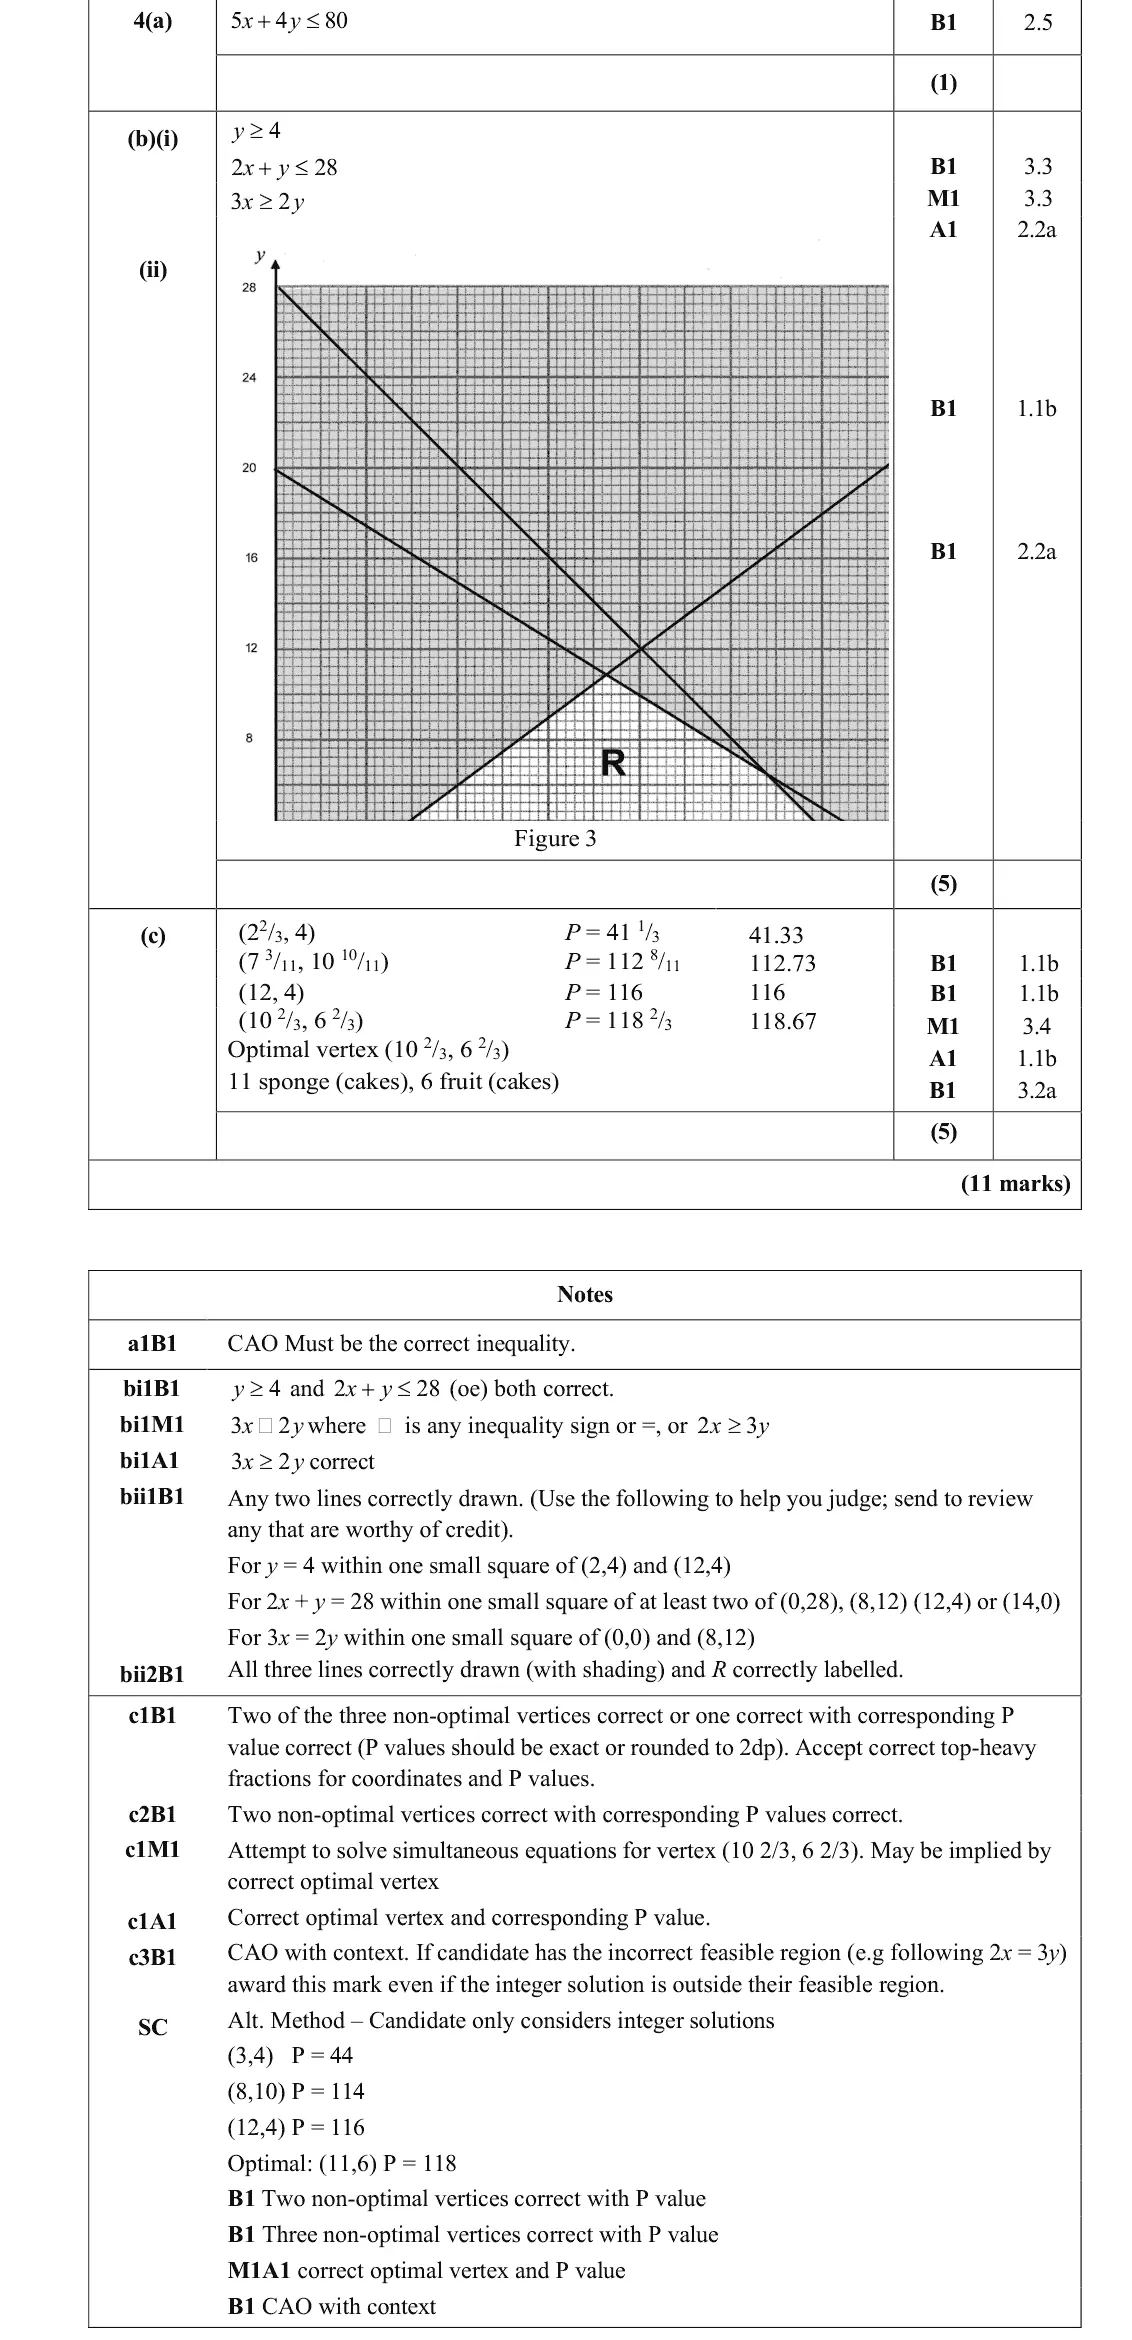 4(a) 5x + 4y ≤ 80 B1 2.5
(1)
(b)(i) y ≥ 4
2x + y ≤ 28 B1 3.3
3x ≥ 2y M1 3.3
A1 2.2a
(ii)
y
28
24
B1 1.1b
20
16
B1 2.2a
12
8
R
Figure 3
(5)
(c) (2 2/3, 4) P = 41 1/3 41.33
(7 3/11, 10 10/11) P = 112 8/11 112.73 B1 1.1b
(12, 4) P = 116 116 B1 1.1b
(10 2/3, 6 2/3) P = 118 2/3 118.67 M1 3.4
Optimal vertex (10 2/3, 6 2/3) A1 1.1b
11 sponge (cakes), 6 fruit (cakes) B1 3.2a
(5)
(11 marks)
Notes
a1B1 CAO Must be the correct inequality.
bi1B1 y ≥ 4 and 2x + y ≤ 28 (oe) both correct.
bi1M1 3x □ 2y where □ is any inequality sign or =, or 2x ≥ 3y
bi1A1 3x ≥ 2y correct
bii1B1 Any two lines correctly drawn. (Use the following to help you judge; send to review
any that are worthy of credit).
For y = 4 within one small square of (2,4) and (12,4)
For 2x + y = 28 within one small square of at least two of (0,28), (8,12) (12,4) or (14,0)
For 3x = 2y within one small square of (0,0) and (8,12)
bii2B1 All three lines correctly drawn (with shading) and R correctly labelled.
c1B1 Two of the three non-optimal vertices correct or one correct with corresponding P
value correct (P values should be exact or rounded to 2dp). Accept correct top-heavy
fractions for coordinates and P values.
c2B1 Two non-optimal vertices correct with corresponding P values correct.
c1M1 Attempt to solve simultaneous equations for vertex (10 2/3, 6 2/3). May be implied by
correct optimal vertex
c1A1 Correct optimal vertex and corresponding P value.
c3B1 CAO with context. If candidate has the incorrect feasible region (e.g following 2x = 3y)
award this mark even if the integer solution is outside their feasible region.
SC Alt. Method – Candidate only considers integer solutions
(3,4) P = 44
(8,10) P = 114
(12,4) P = 116
Optimal: (11,6) P = 118
B1 Two non-optimal vertices correct with P value
B1 Three non-optimal vertices correct with P value
M1A1 correct optimal vertex and P value
B1 CAO with context